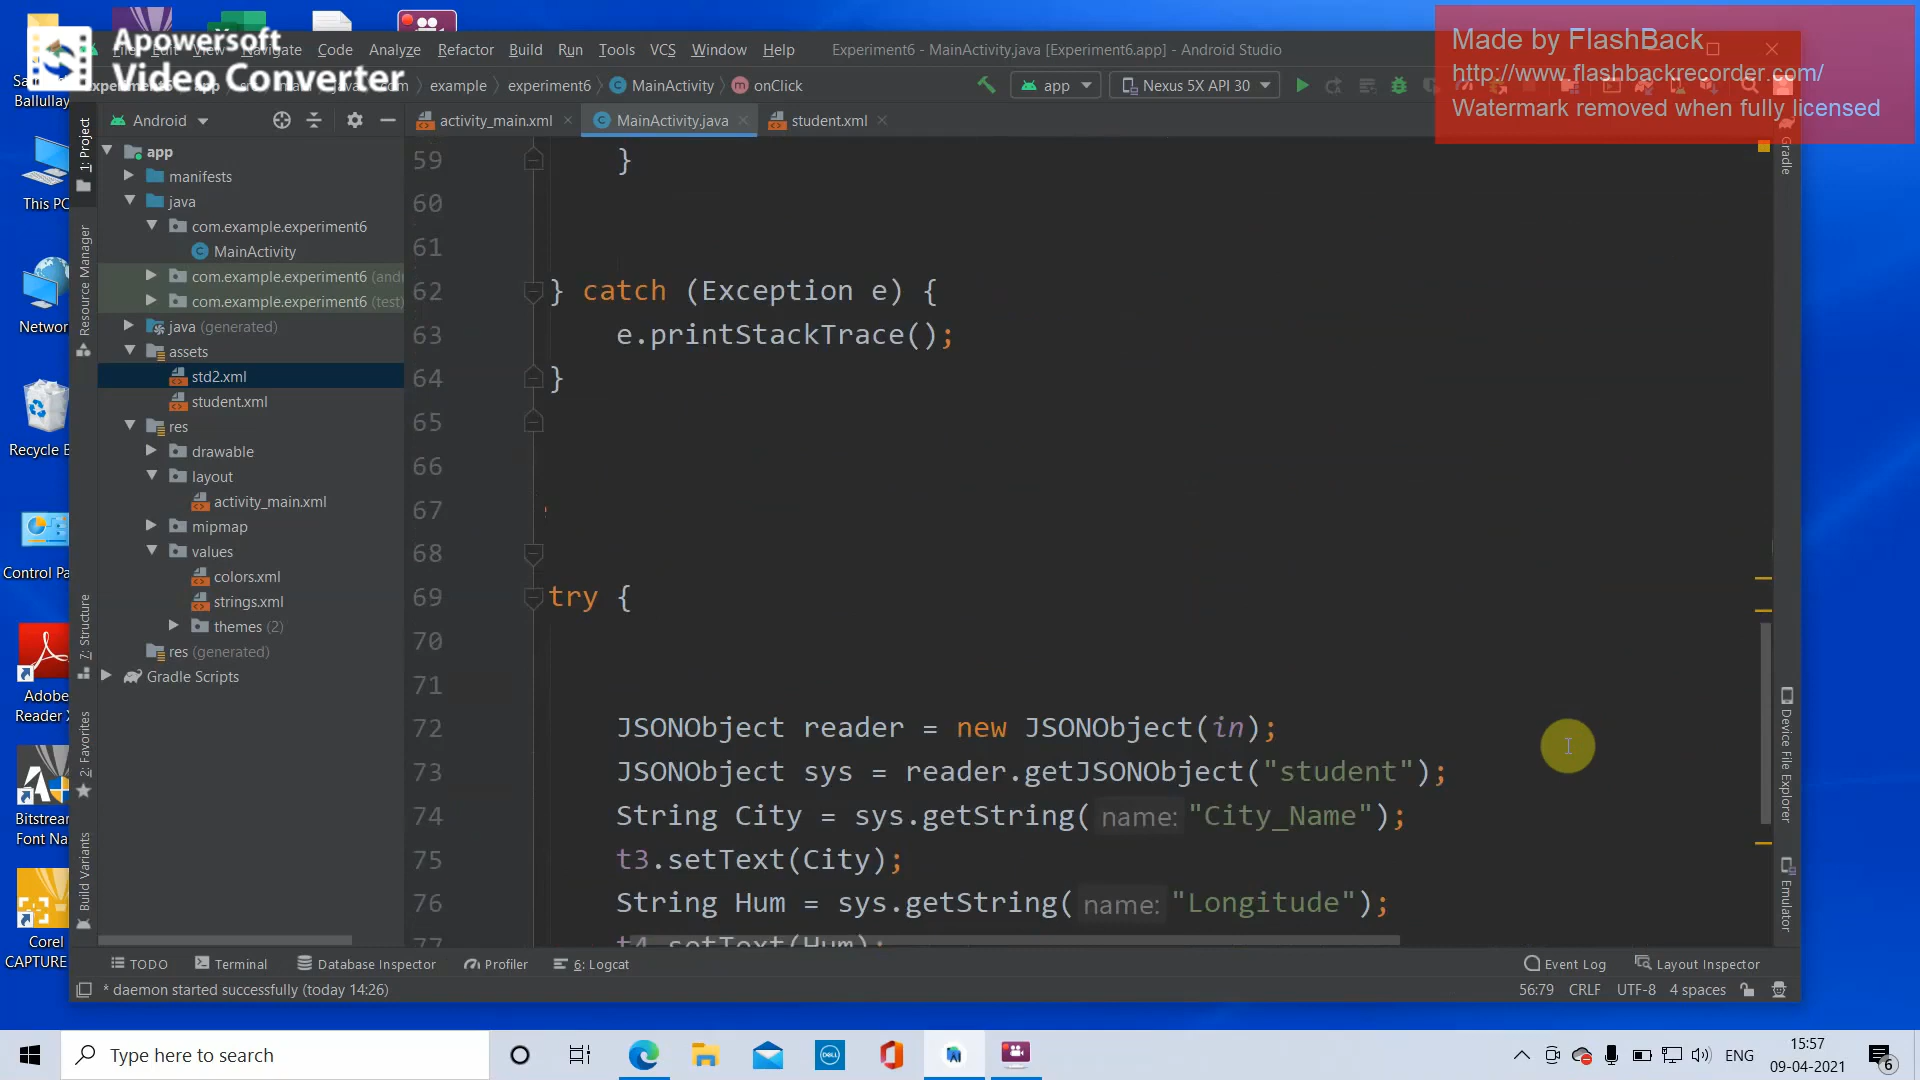 Apowersoft
Video Converter
Made by FlashBack
http://www.flashbackrecorder.com/
Watermark removed when fully licensed
Edit View Navigate Code Analyze Refactor Build Run Tools VCS Window Help
Experiment6 - MainActivity.java [Experiment6.app] - Android Studio
example experiment6 MainActivity onClick
app
Nexus 5X API 30
Android
activity_main.xml
MainActivity.java
student.xml
app
manifests
java
com.example.experiment6
MainActivity
com.example.experiment6 (and
com.example.experiment6 (test)
java (generated)
assets
std2.xml
student.xml
res
drawable
layout
activity_main.xml
mipmap
values
colors.xml
strings.xml
themes (2)
res (generated)
Gradle Scripts
1: Project
Resource Manager
7: Structure
2: Favorites
Build Variants
59 }
60
61
62 } catch (Exception e) {
63 e.printStackTrace();
64 }
65
66
67
68
69 try {
70
71
72 JSONObject reader = new JSONObject(in);
73 JSONObject sys = reader.getJSONObject("student");
74 String City = sys.getString( name: "City_Name");
75 t3.setText(City);
76 String Hum = sys.getString( name: "Longitude");
77 t4.setText(Hum);
Gradle
Device File Explorer
Emulator
TODO
Terminal
Database Inspector
Profiler
6: Logcat
Event Log
Layout Inspector
* daemon started successfully (today 14:26)
56:79 CRLF UTF-8 4 spaces
Ballullay
This PC
Networ
Recycle B
Control Pa
Adobe
Reader X
Bitstrear
Font Na
Corel
CAPTURE
Type here to search
DELL
ENG
15:57
09-04-2021
6